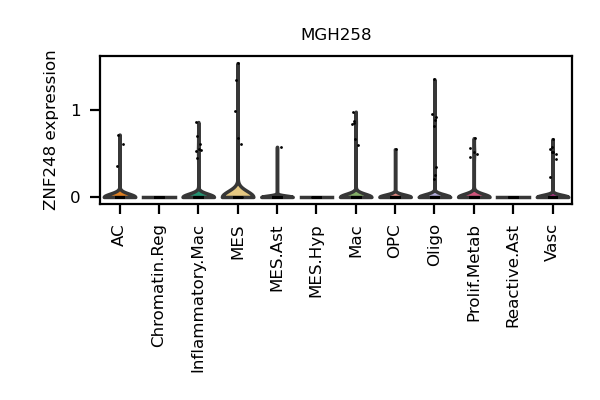 MGH258
ZNF248 expression
1
0
AC
Chromatin.Reg
Inflammatory.Mac
MES
MES.Ast
MES.Hyp
Mac
OPC
Oligo
Prolif.Metab
Reactive.Ast
Vasc